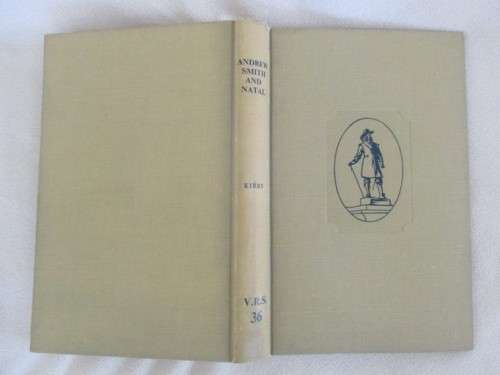 ANDREW
SMITH
AND
NATAL
KIRBY
V.R.S.
36